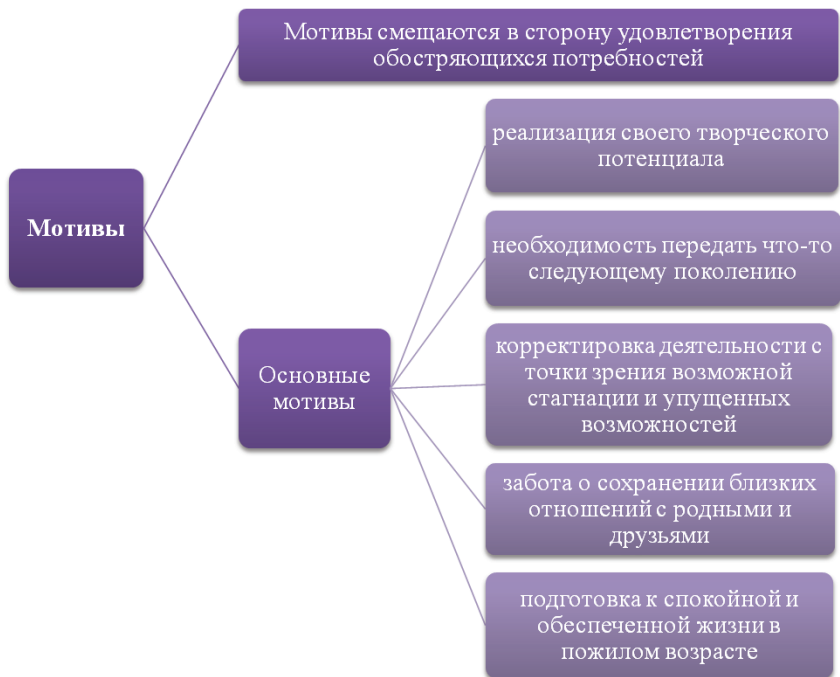 Мотивы смещаются в сторону удовлетворения
обостряющихся потребностей
Мотивы
Основные
мотивы
реализация своего творческого
потенциала
необходимость передать что-то
следующему поколению
корректировка деятельности с
точки зрения возможной
стагнации и упущенных
возможностей
забота о сохранении близких
отношений с родными и
друзьями
подготовка к спокойной и
обеспеченной жизни в
пожилом возрасте